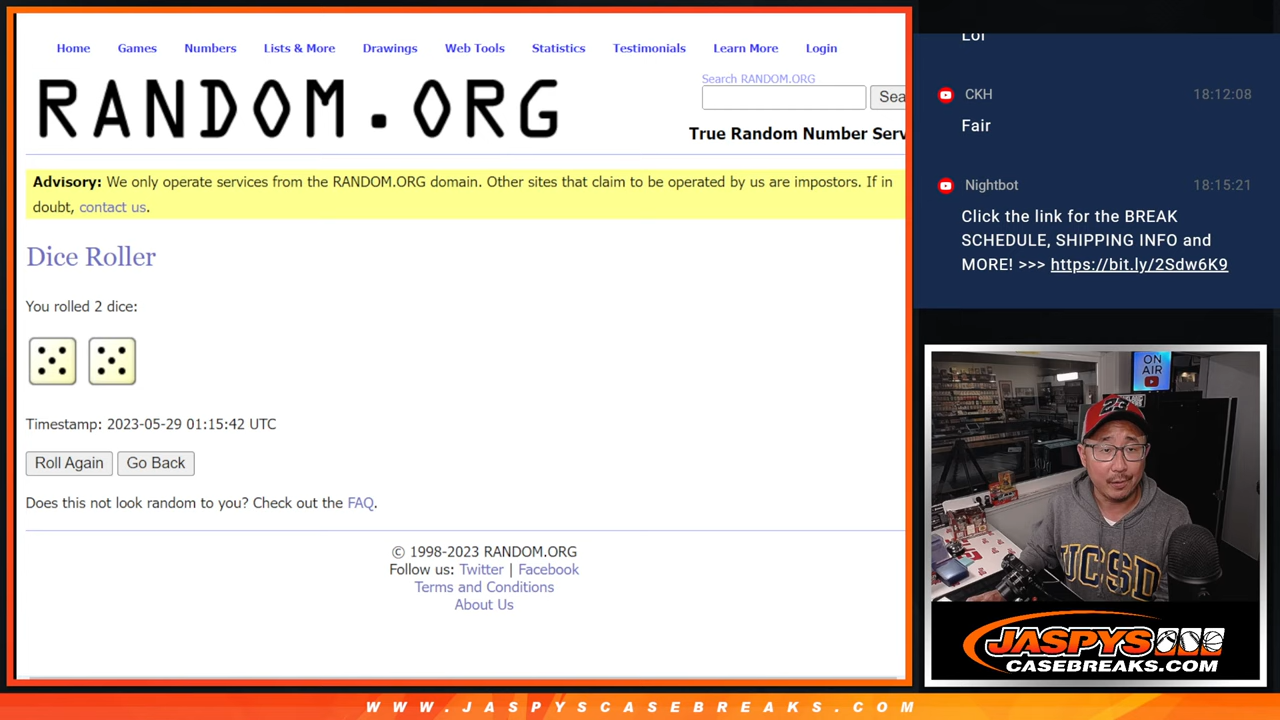 Home Games Numbers Lists & More Drawings Web Tools Statistics Testimonials Learn More Login
RANDOM.ORG
Search RANDOM.ORG
Sea
True Random Number Serv
Advisory: We only operate services from the RANDOM.ORG domain. Other sites that claim to be operated by us are impostors. If in
doubt, contact us.
Dice Roller
You rolled 2 dice:
Timestamp: 2023-05-29 01:15:42 UTC
Roll Again Go Back
Does this not look random to you? Check out the FAQ.
© 1998-2023 RANDOM.ORG
Follow us: Twitter | Facebook
Terms and Conditions
About Us
Lol
CKH 18:12:08
Fair
Nightbot 18:15:21
Click the link for the BREAK
SCHEDULE, SHIPPING INFO and
MORE! >>> https://bit.ly/2Sdw6K9
ON
AIR
UCSD
JASPYS
CASEBREAKS.COM
WWW.JASPYSCASEBREAKS.COM